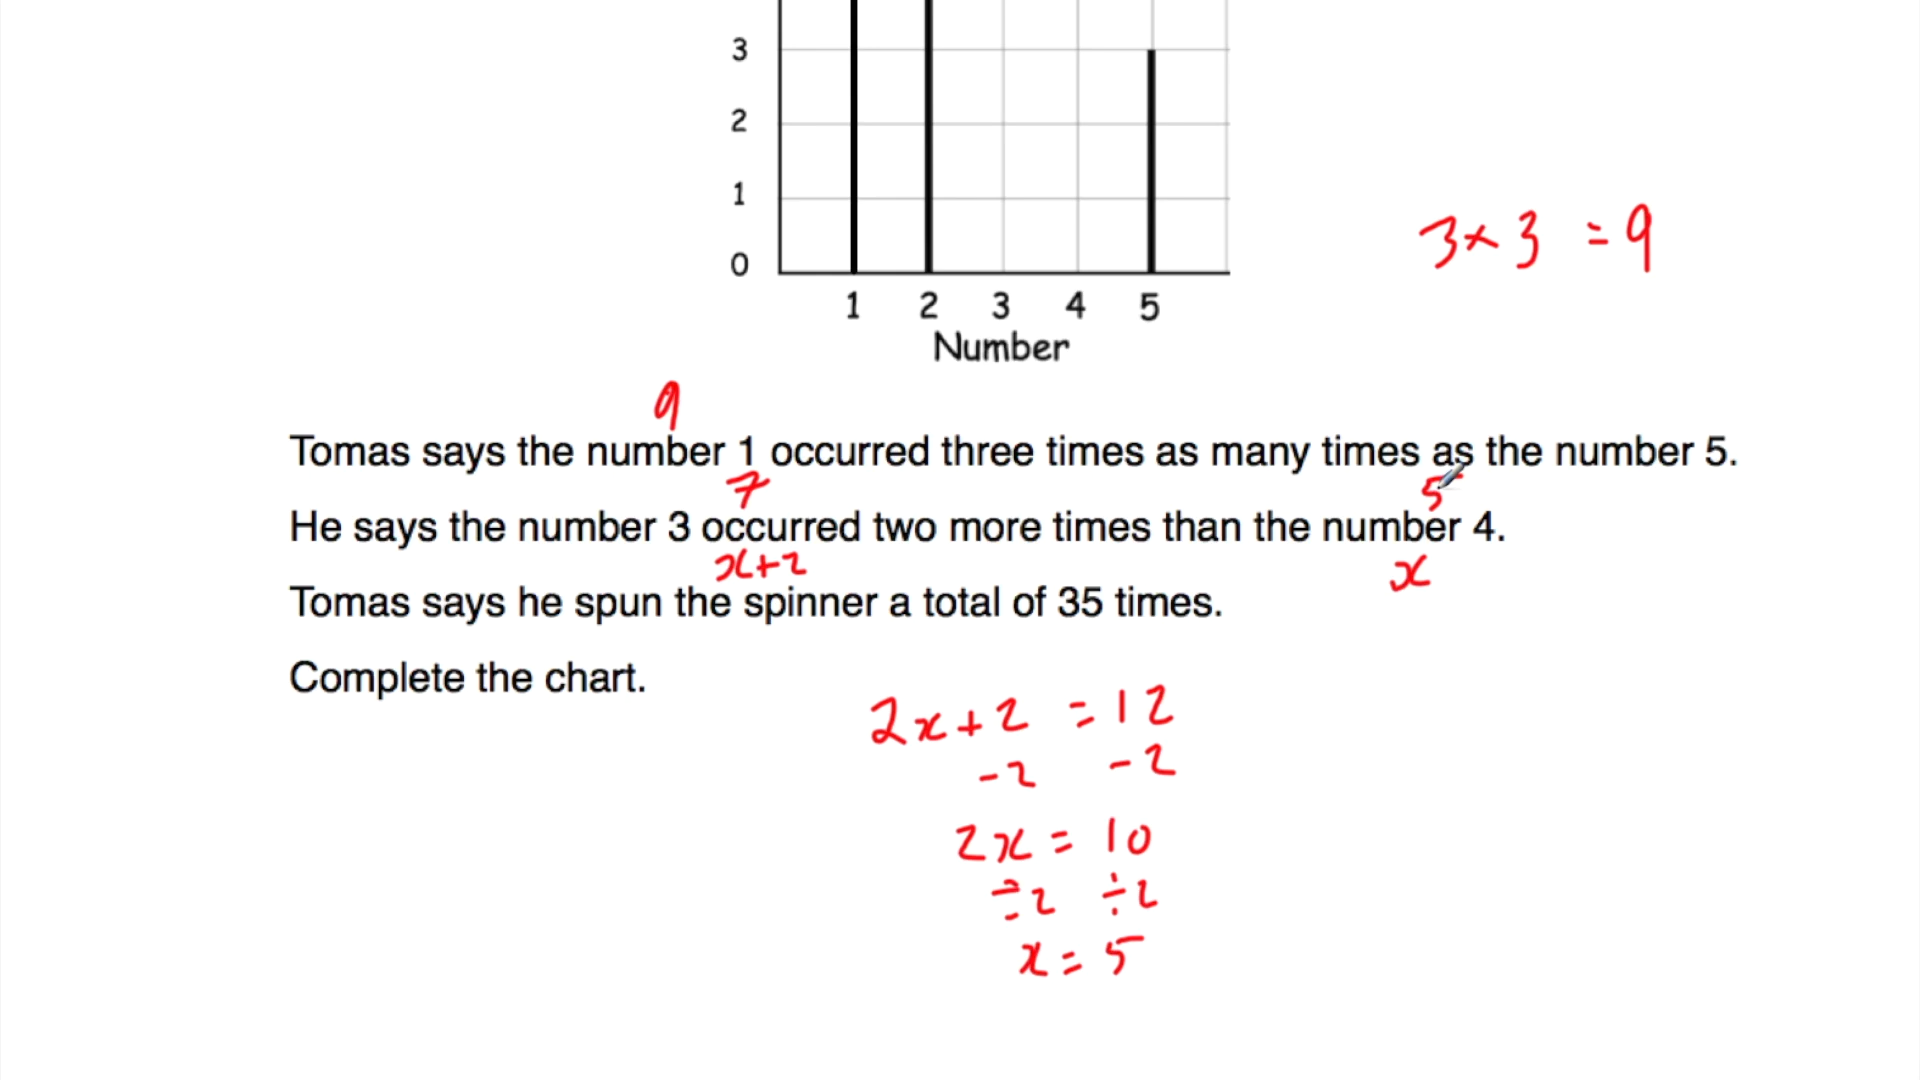 3
2
1
0
3 × 3 = 9
1 2 3 4 5
Number
9
Tomas says the number 1 occurred three times as many times as the number 5.
7 5
He says the number 3 occurred two more times than the number 4.
x+2 x
Tomas says he spun the spinner a total of 35 times.
Complete the chart.
2x+2 = 12
-2 -2
2x = 10
÷2 ÷2
x = 5